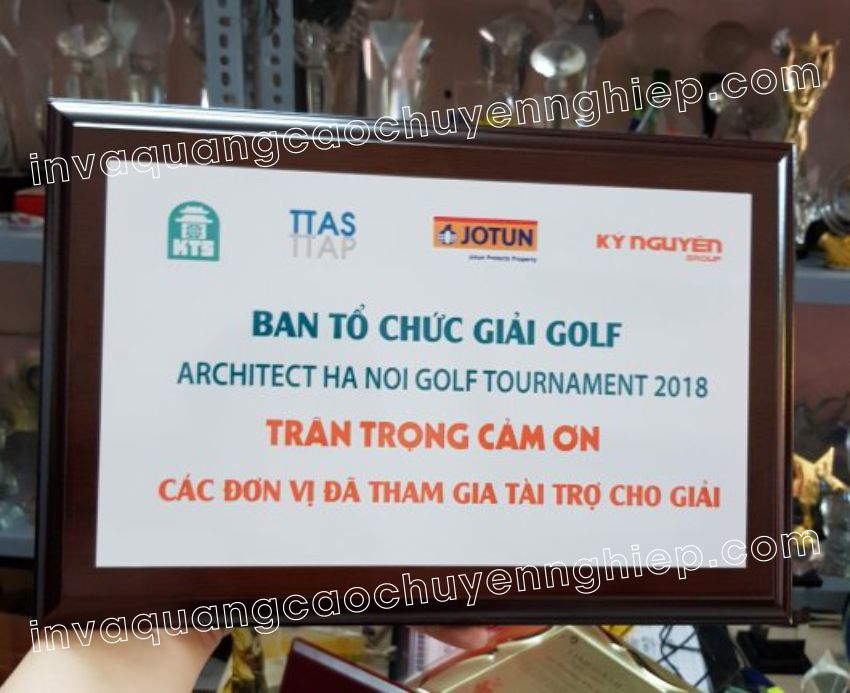 invaquangcaochuyennghiep.com
KTS
TTAS
TTAP
JOTUN
Jotun Protects Property
KỶ NGUYÊN
GROUP
BAN TỔ CHỨC GIẢI GOLF
ARCHITECT HA NOI GOLF TOURNAMENT 2018
TRÂN TRỌNG CẢM ƠN
CÁC ĐƠN VỊ ĐÃ THAM GIA TÀI TRỢ CHO GIẢI
invaquangcaochuyennghiep.com